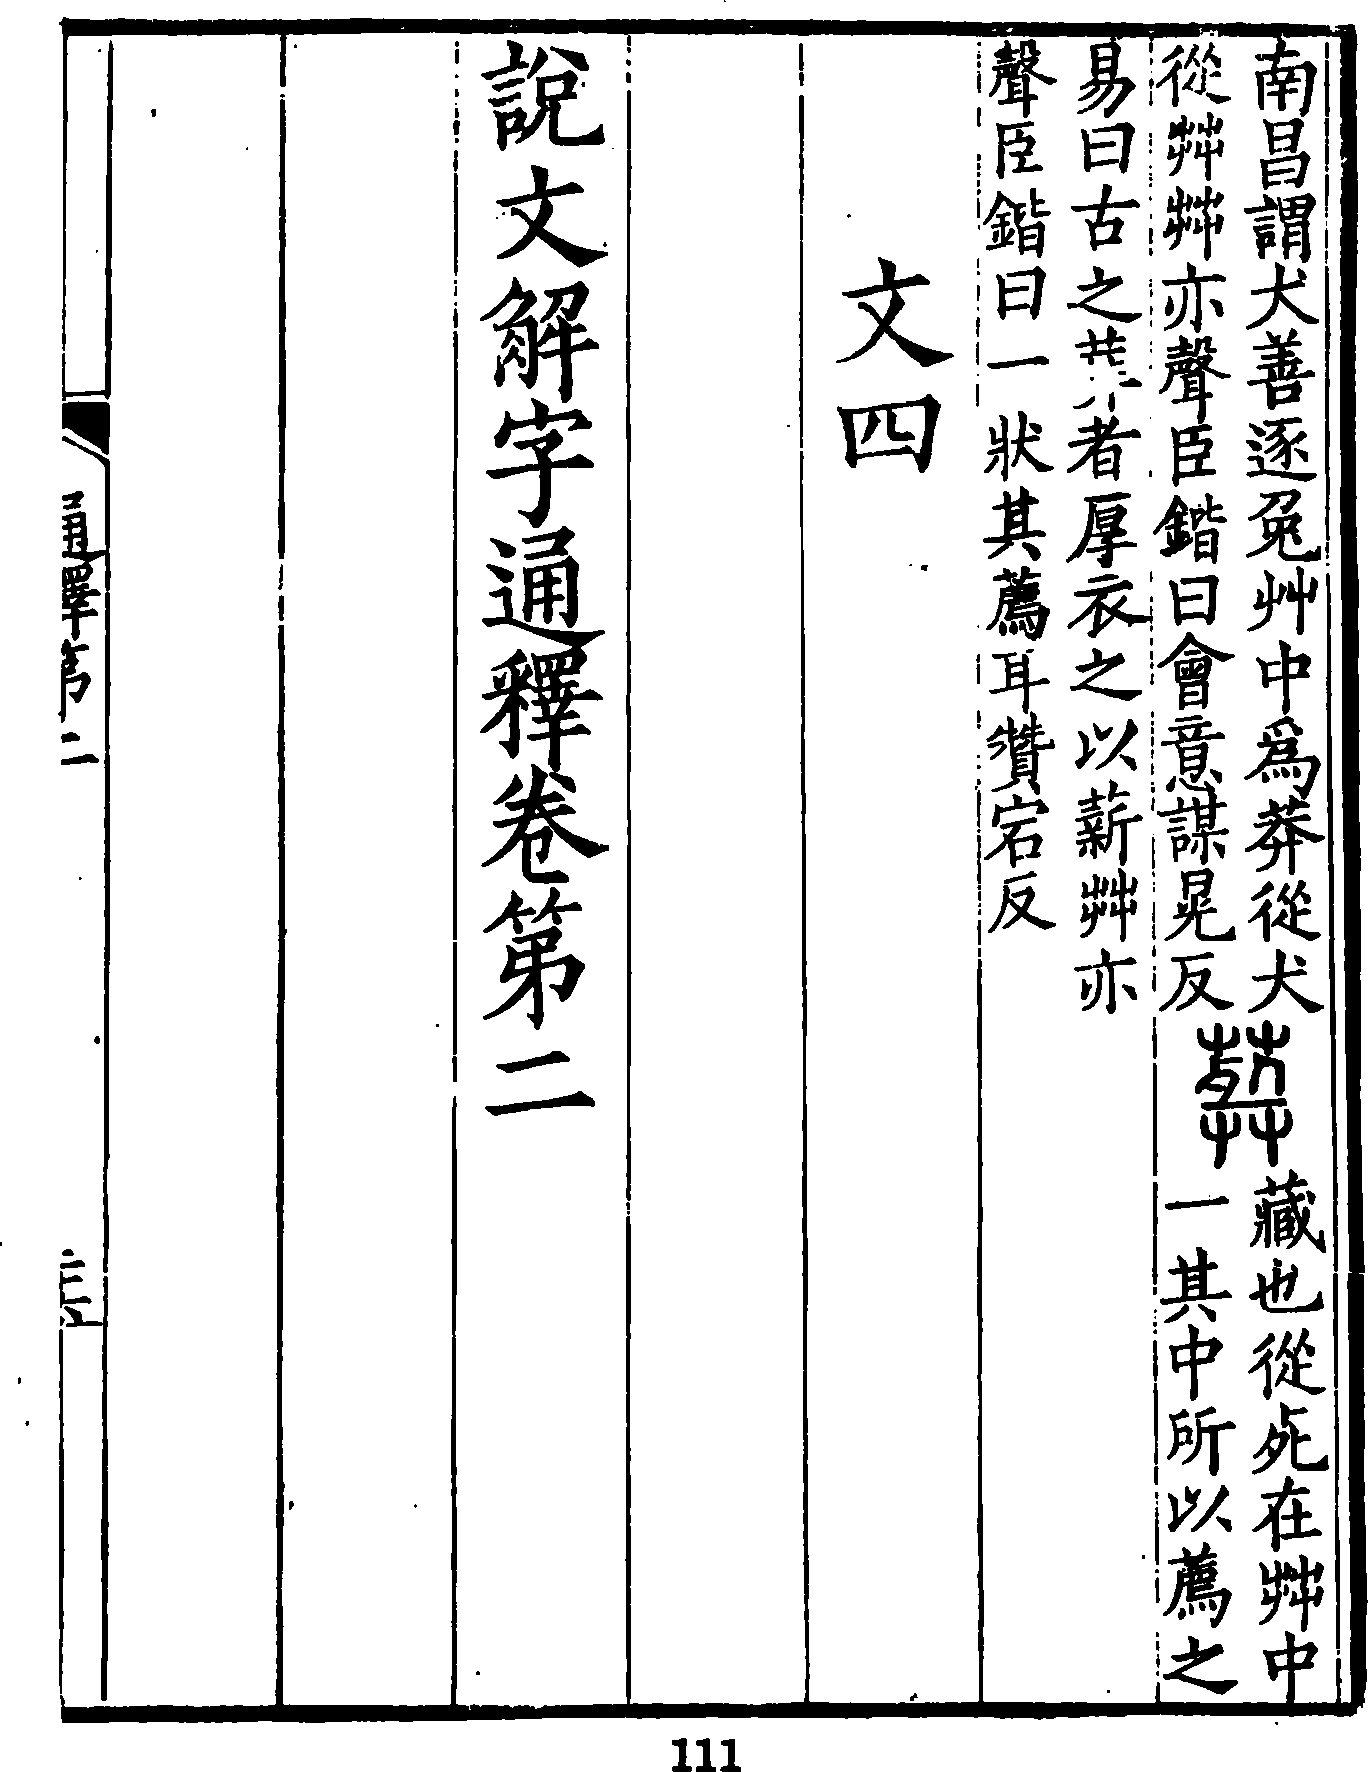 南昌謂犬善逐兔艸中爲莽從犬
從茻茻亦聲臣鍇曰會意謀晃反
葬
藏也從死在茻中
一其中所以薦之
易曰古之葬者厚衣之以薪茻亦
聲臣鍇曰一狀其薦耳贊宕反
文四
說文解字通釋卷第二
通釋第二
111